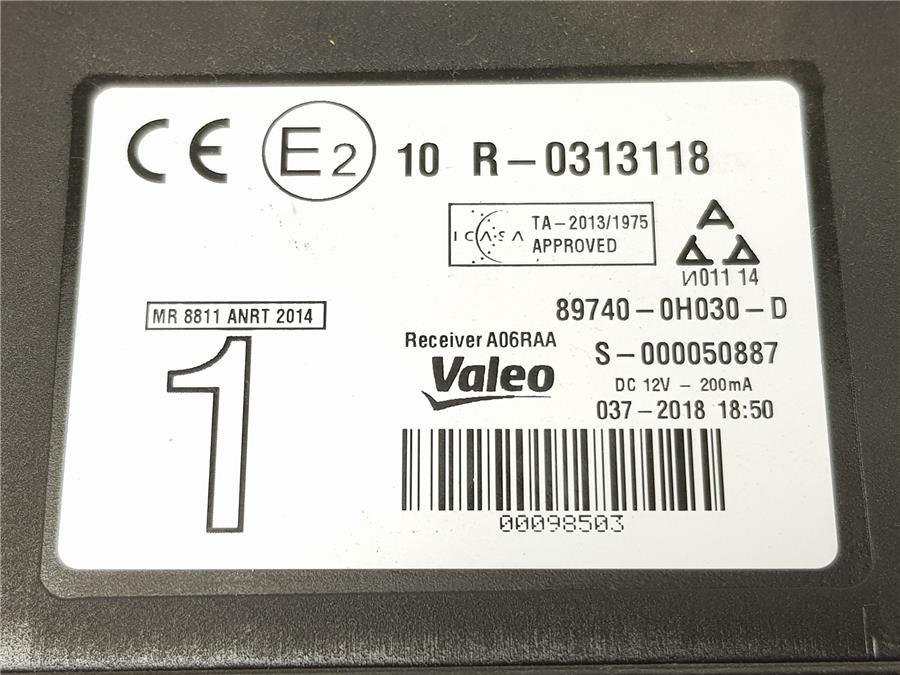 CE E2 10 R-0313118
ICASA TA-2013/1975
APPROVED
И011 14
MR 8811 ANRT 2014
89740-0H030-D
1
Receiver A06RAA
S-000050887
Valeo
DC 12V - 200mA
037-2018 18:50
00098503